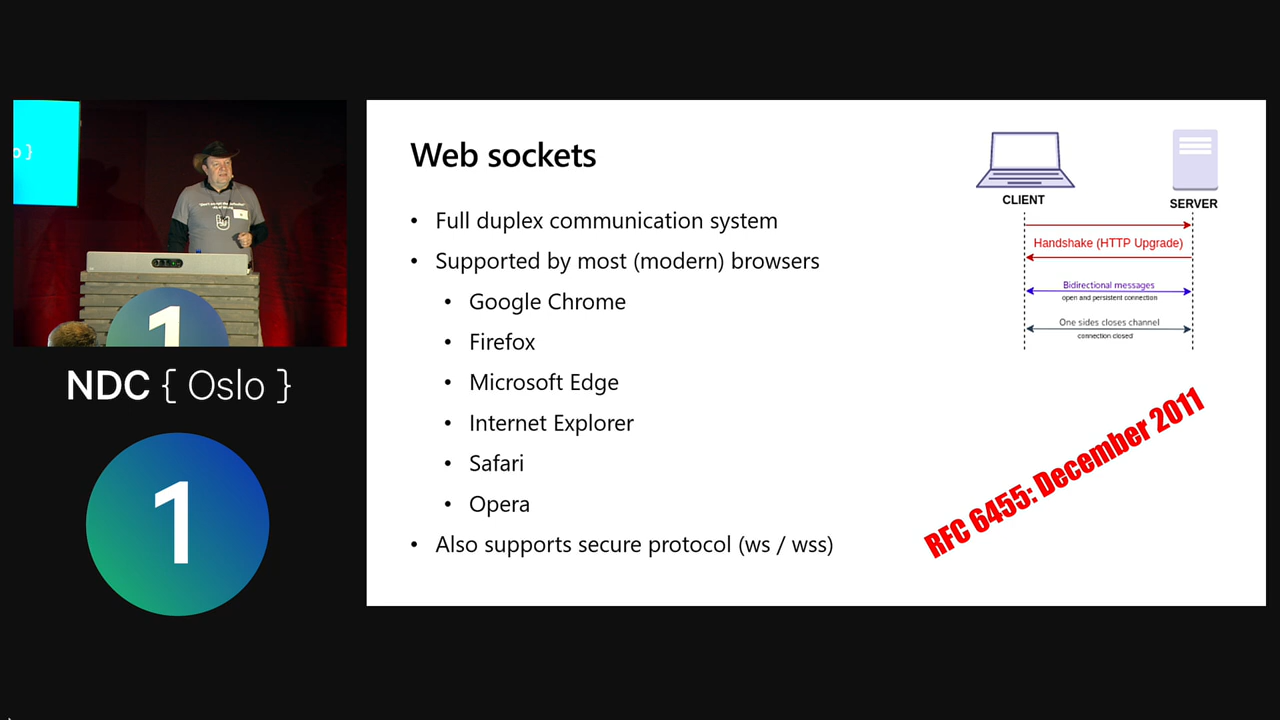 Web sockets
• Full duplex communication system
• Supported by most (modern) browsers
• Google Chrome
• Firefox
• Microsoft Edge
• Internet Explorer
• Safari
• Opera
• Also supports secure protocol (ws / wss)
CLIENT
SERVER
Handshake (HTTP Upgrade)
Bidirectional messages
open and persistent connection
One sides closes channel
connection closed
RFC 6455: December 2011
o }
1
NDC { Oslo }
1